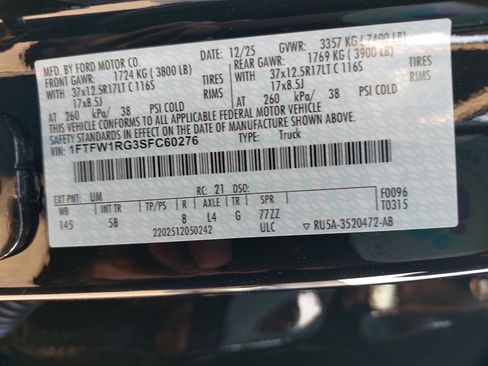 MFD. BY FORD MOTOR CO. DATE: 12/25 GVWR: 3357 KG ( 7400 LB)
FRONT GAWR: 1724 KG ( 3800 LB) REAR GAWR: 1769 KG ( 3900 LB)
WITH WITH
37x12.5R17LT C 116S TIRES 37x12.5R17LT C 116S TIRES
17x8.5J RIMS 17x8.5J RIMS
AT 260 kPa/ 38 PSI COLD AT 260 kPa/ 38 PSI COLD
THIS VEHICLE CONFORMS TO ALL APPLICABLE FEDERAL MOTOR VEHICLE
SAFETY STANDARDS IN EFFECT ON THE DATE OF MANUFACTURE SHOWN ABOVE.
VIN: 1FTFW1RG3SFC60276 TYPE: Truck
EXT PNT: UM RC: 21 DSO:
WB INT TR TP/PS R AXLE TR SPR F0096
145 5B 8 L4 G 77ZZ T0315
2202512050242 ULC ▽ RU5A-3520472-AB